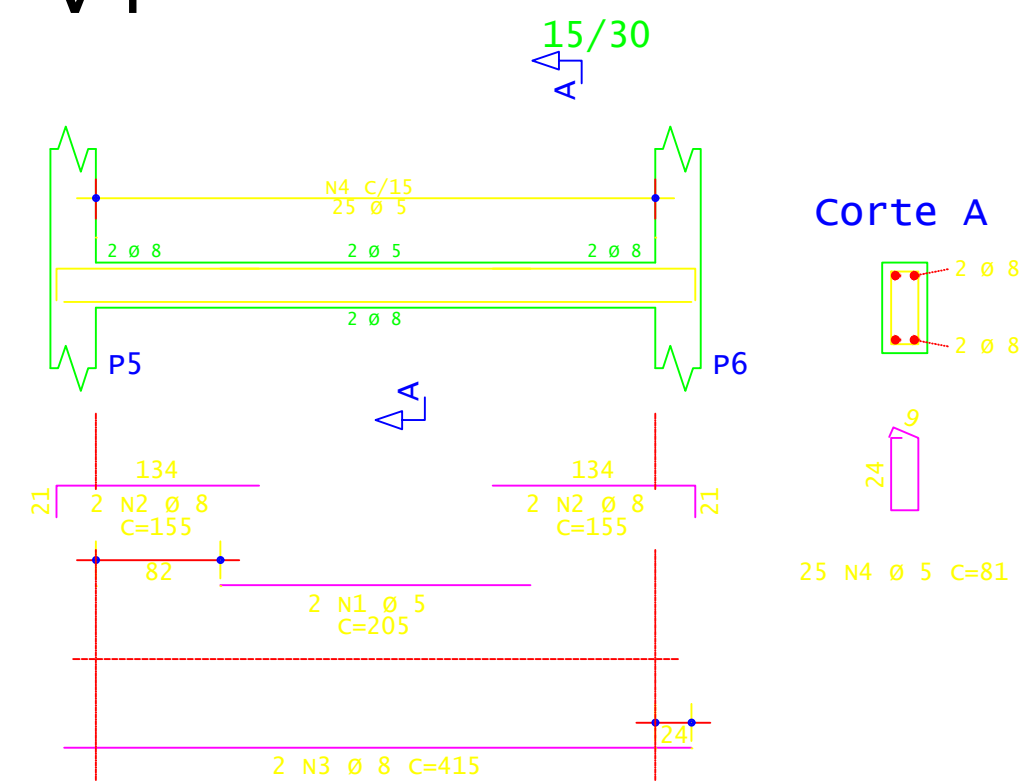 15/30
A
N4 C/15
25 Ø 5
Corte A
2 Ø 8
2 Ø 5
2 Ø 8
2 Ø 8
2 Ø 8
2 Ø 8
P5
P6
A
9
24
134
134
21
2 N2 Ø 8
C=155
2 N2 Ø 8
C=155
21
82
25 N4 Ø 5 C=81
2 N1 Ø 5
C=205
24
2 N3 Ø 8 C=415